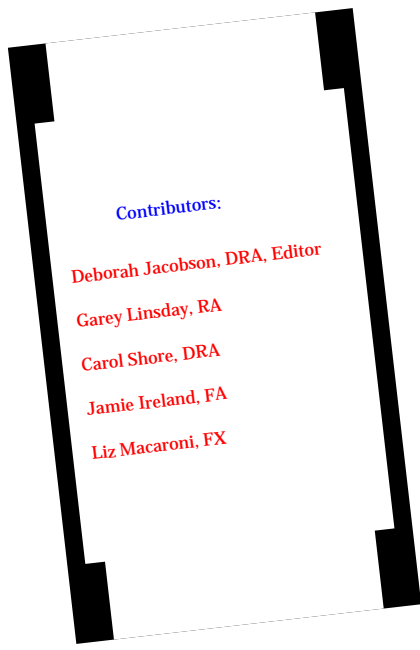 Contributors:
Deborah Jacobson, DRA, Editor
Garey Linsday, RA
Carol Shore, DRA
Jamie Ireland, FA
Liz Macaroni, FX